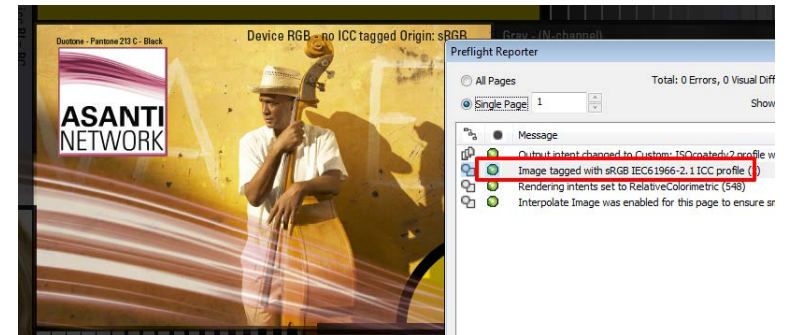 Duotone - Pantone 213 C - Black
Device RGB - no ICC tagged Origin: sRGB
Gray - (N-channel)
ASANTI
NETWORK
Preflight Reporter
All Pages
Total: 0 Errors, 0 Visual Diff
Single Page 1
Show
Message
Output intent changed to Custom: ISOcoatedv2 profile w
Image tagged with sRGB IEC61966-2.1 ICC profile
Rendering intents set to RelativeColorimetric (548)
Interpolate Image was enabled for this page to ensure sm